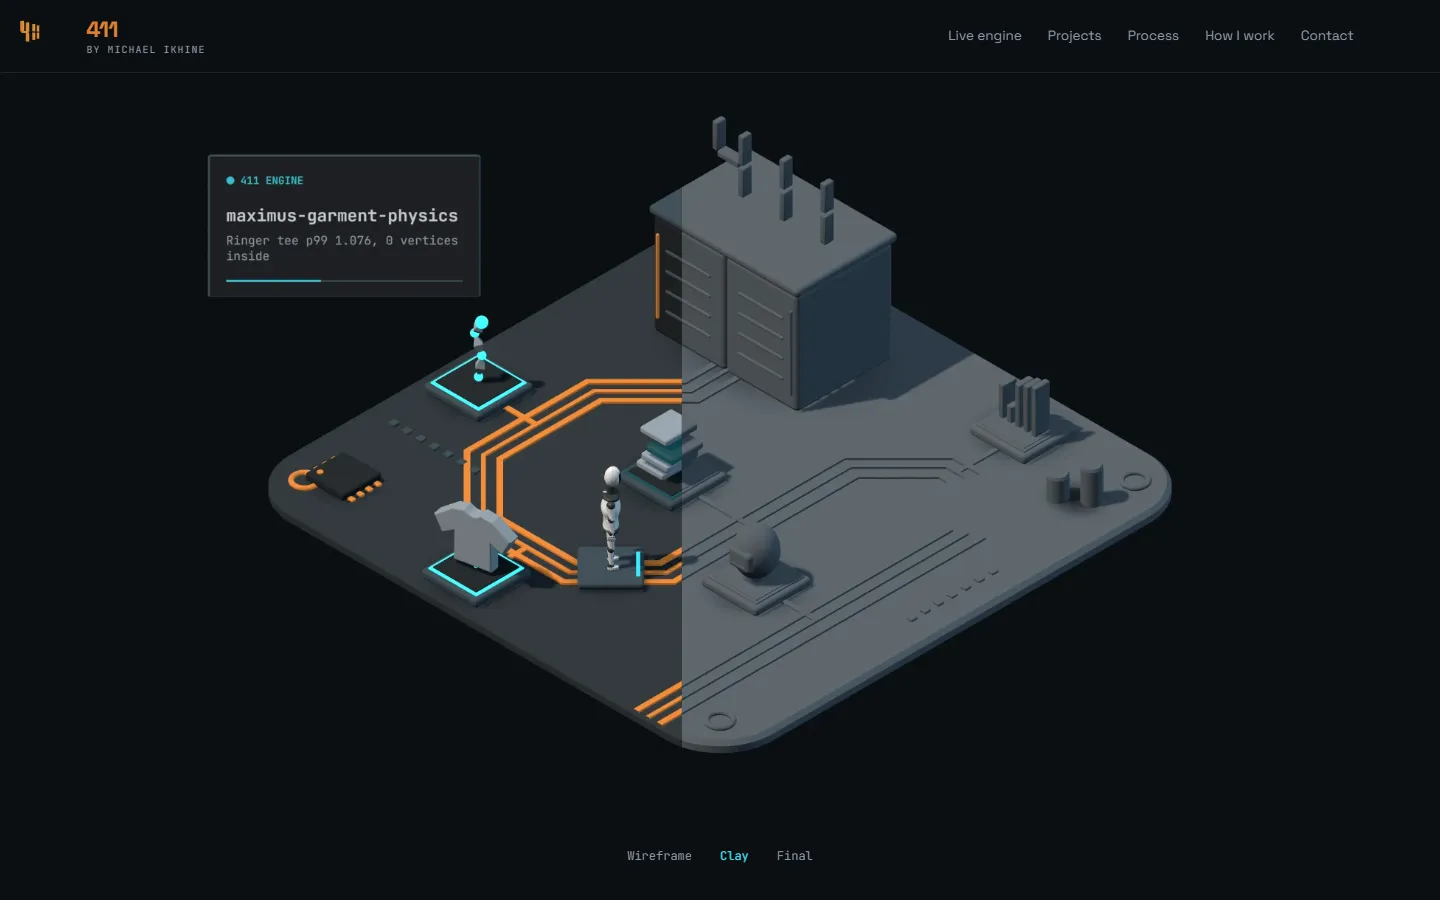 411
BY MICHAEL IKHINE
Live engine
Projects
Process
How I work
Contact
411 ENGINE
maximus-garment-physics
Ringer tee p99 1.076, 0 vertices
inside
Wireframe
Clay
Final